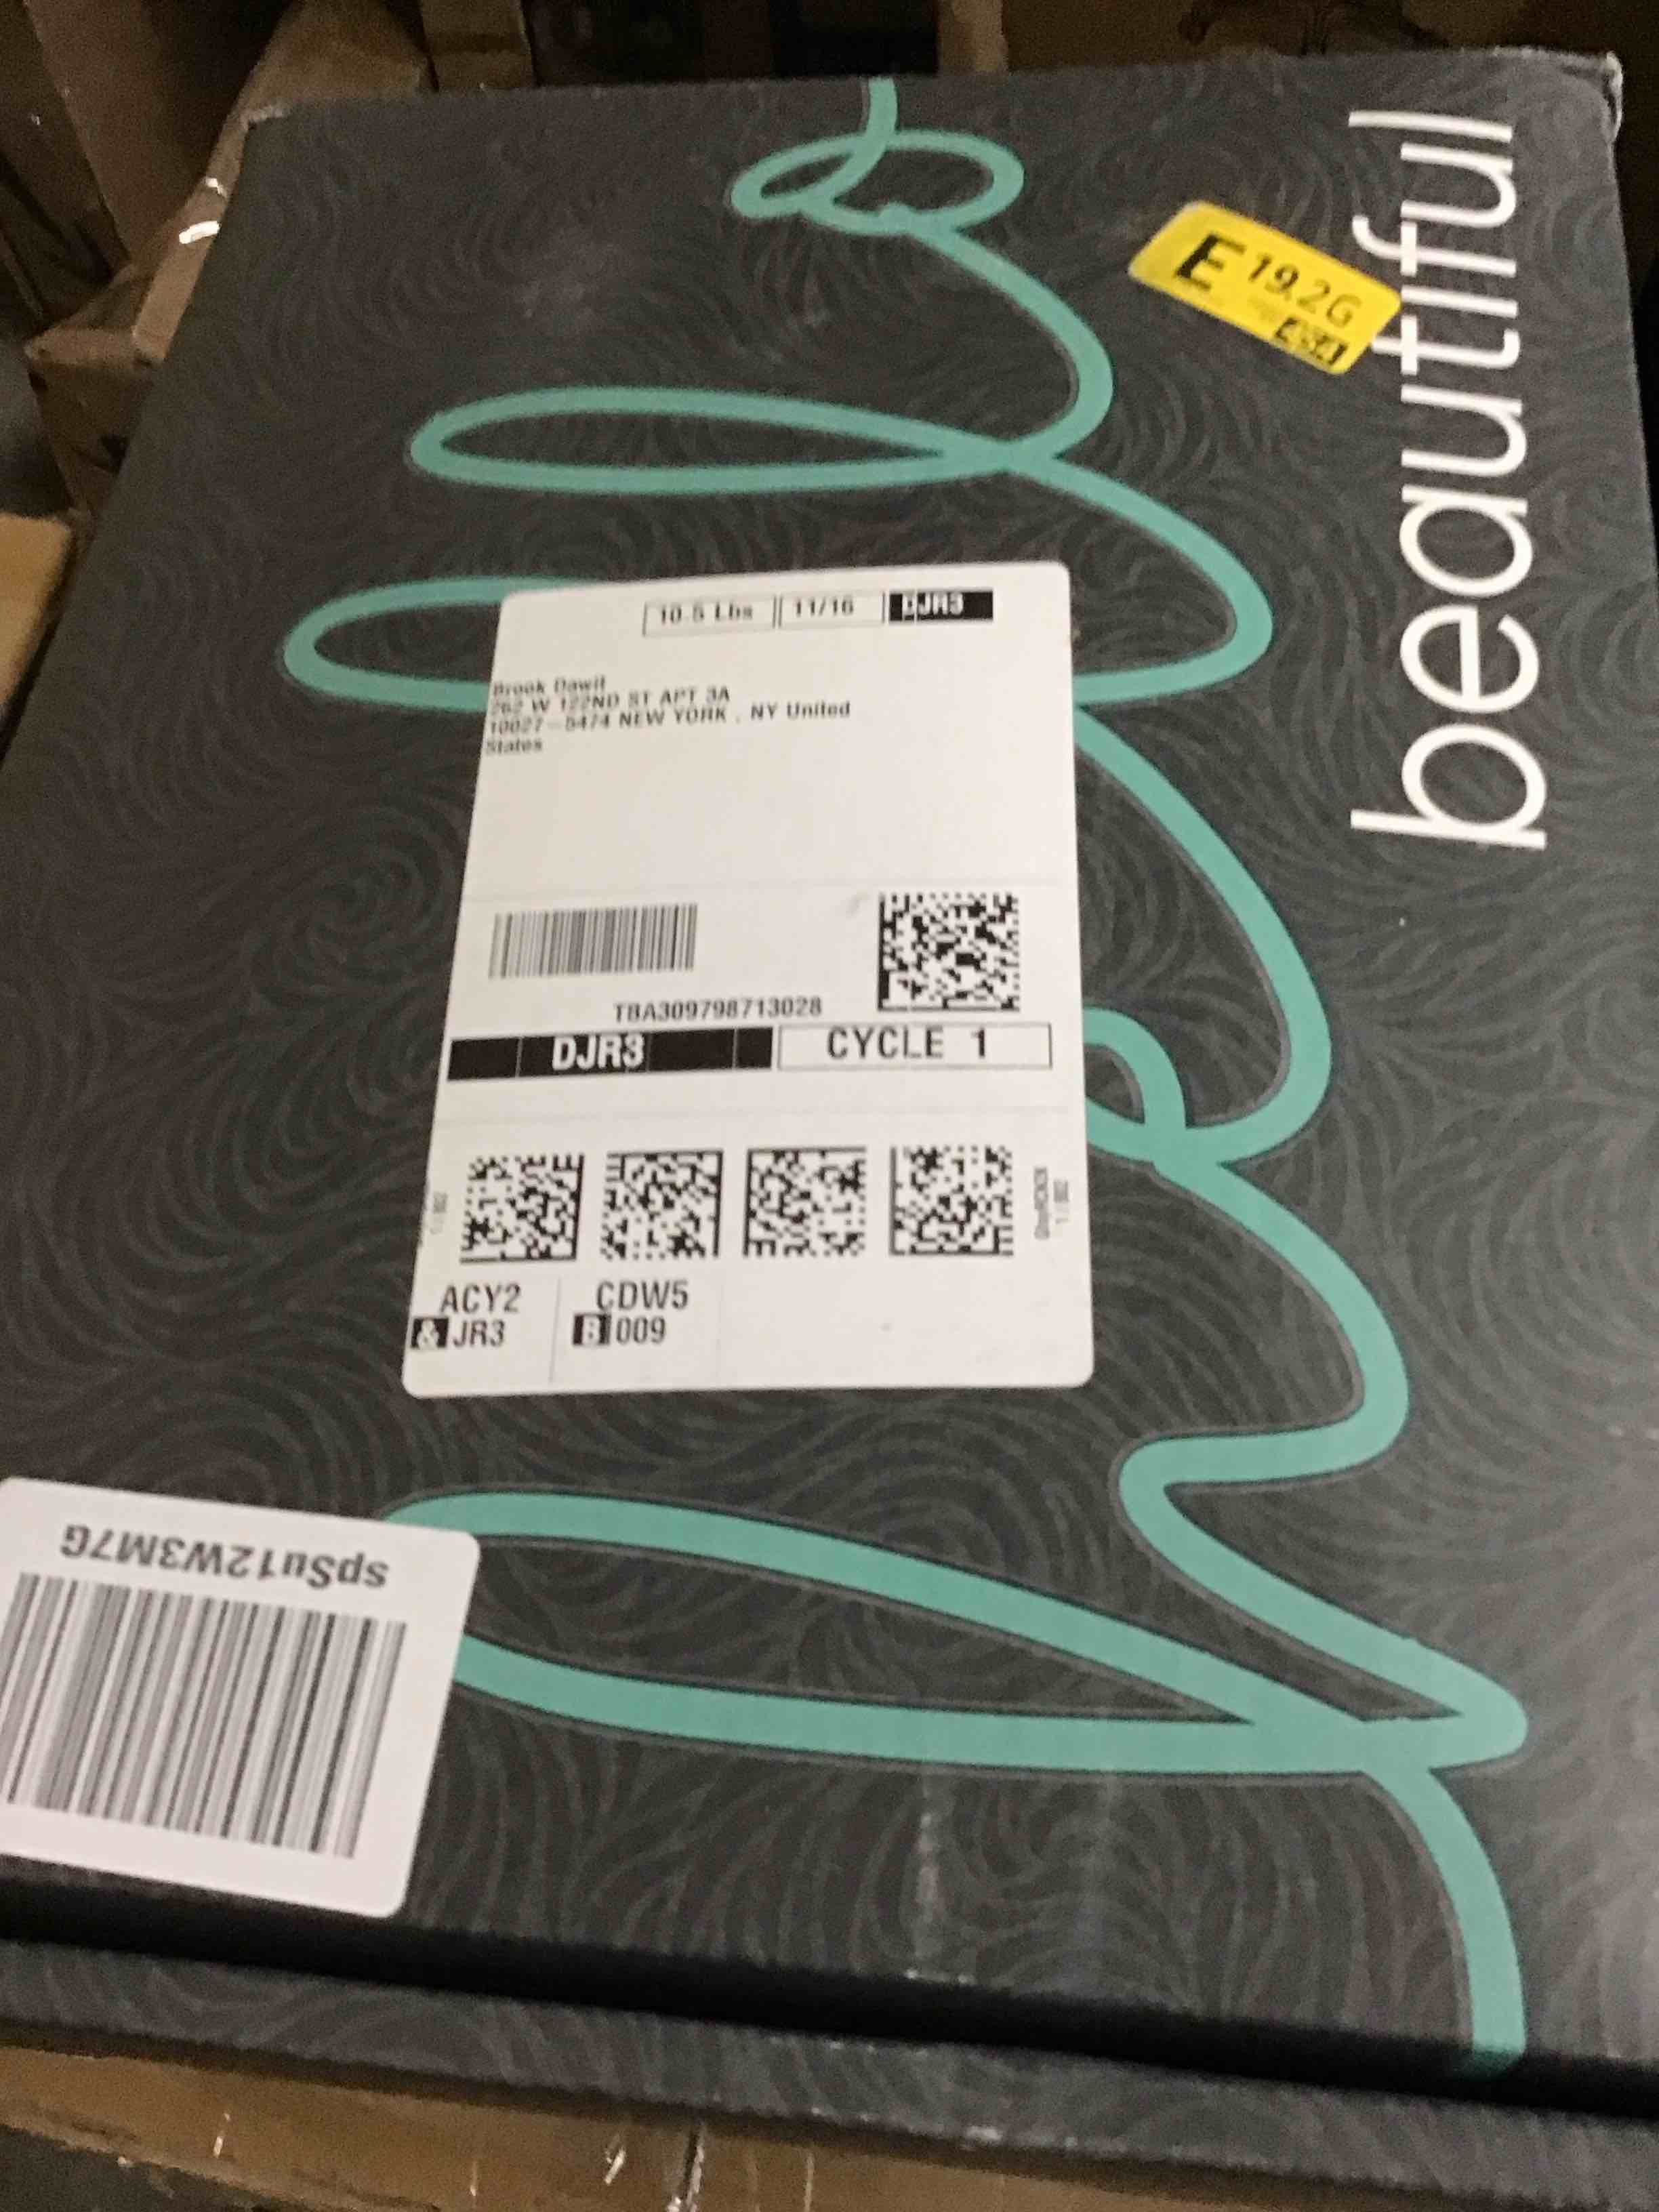 beautiful
E 19.2G
10.5 Lbs 11/16 DJR3
Brook Dawit
262 W 122ND ST APT 3A
10027-5474 NEW YORK , NY United
States
TBA309798713028
DJR3 CYCLE 1
ACY2 CDW5
& JR3 B 009
spSu12W3M7G